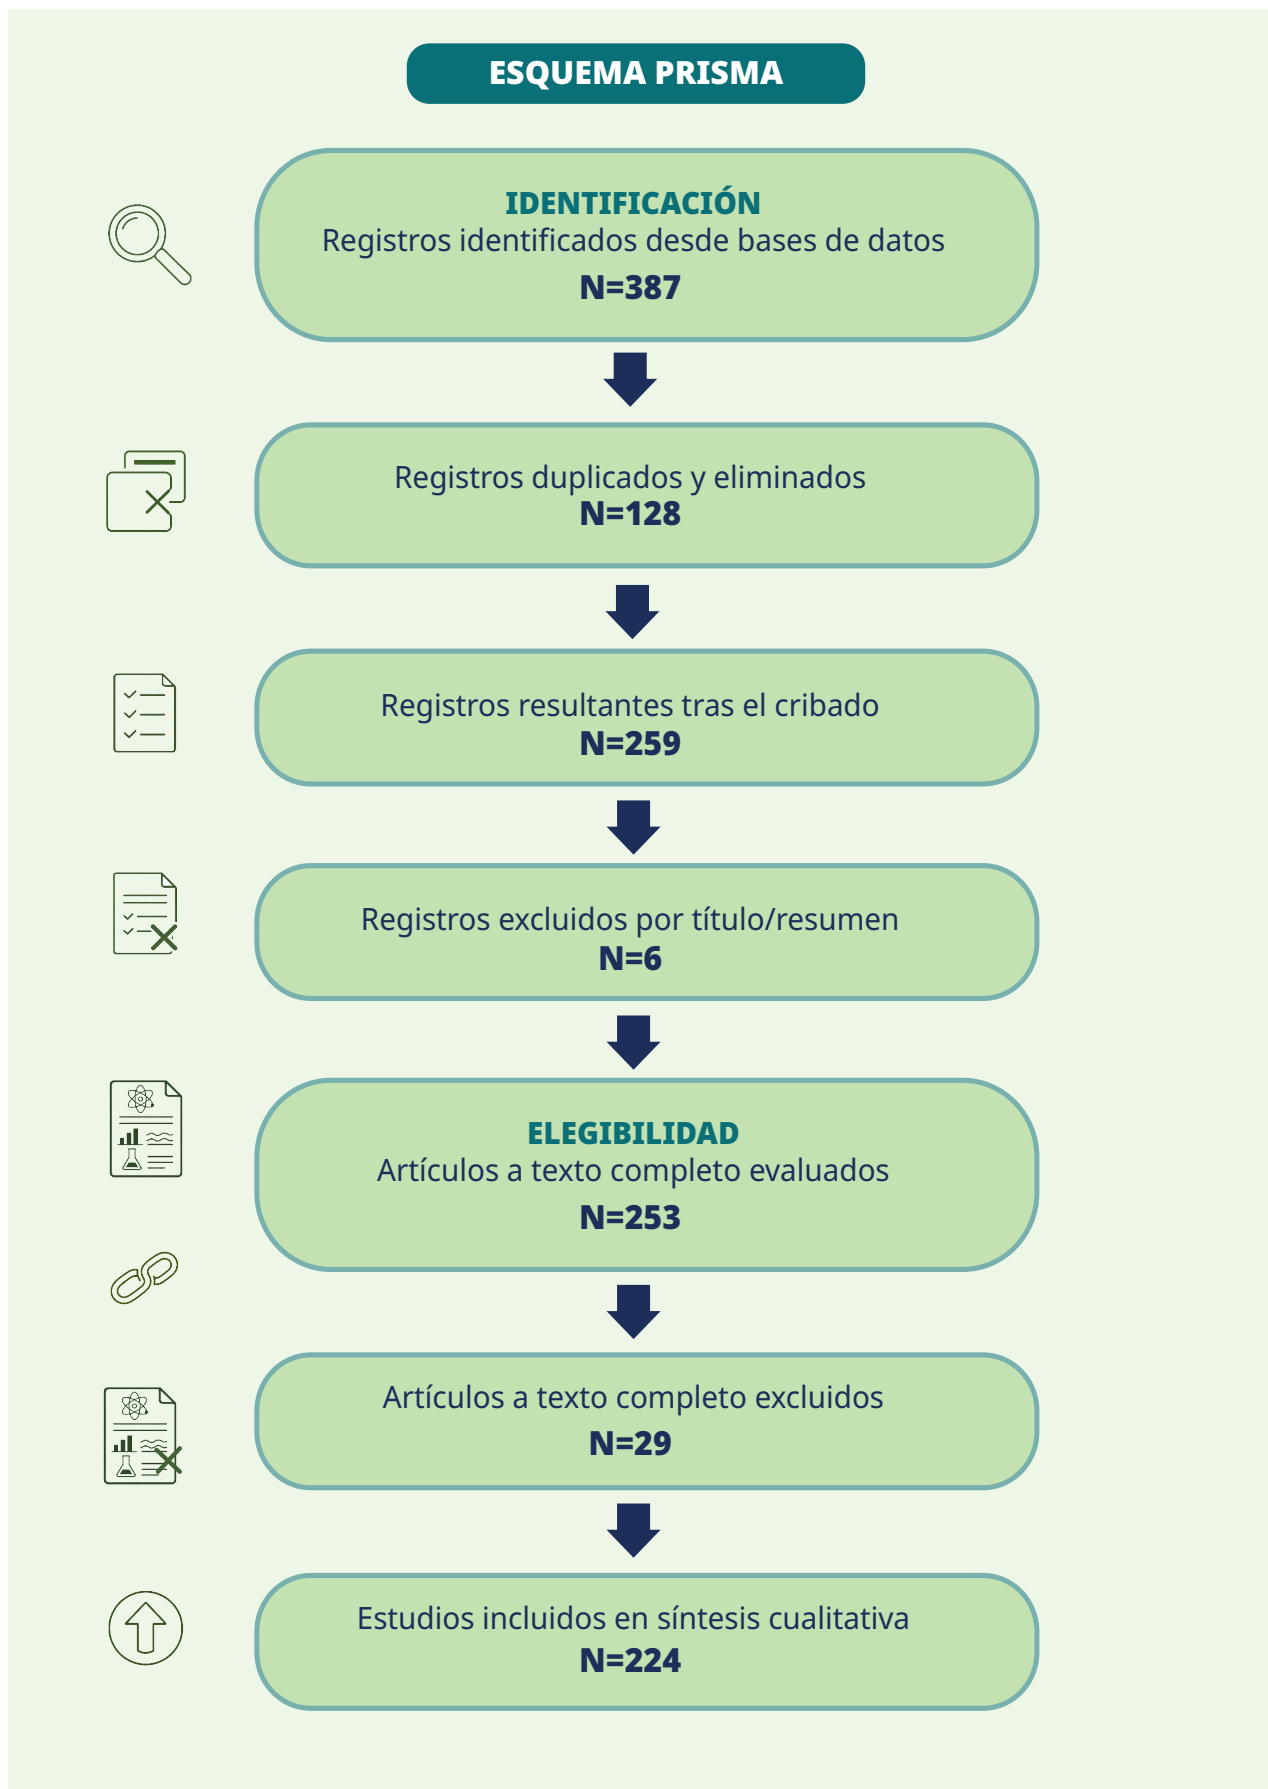 ESQUEMA PRISMA
IDENTIFICACIÓN
Registros identificados desde bases de datos
N=387
Registros duplicados y eliminados
N=128
Registros resultantes tras el cribado
N=259
Registros excluidos por título/resumen
N=6
ELEGIBILIDAD
Artículos a texto completo evaluados
N=253
Artículos a texto completo excluidos
N=29
Estudios incluidos en síntesis cualitativa
N=224